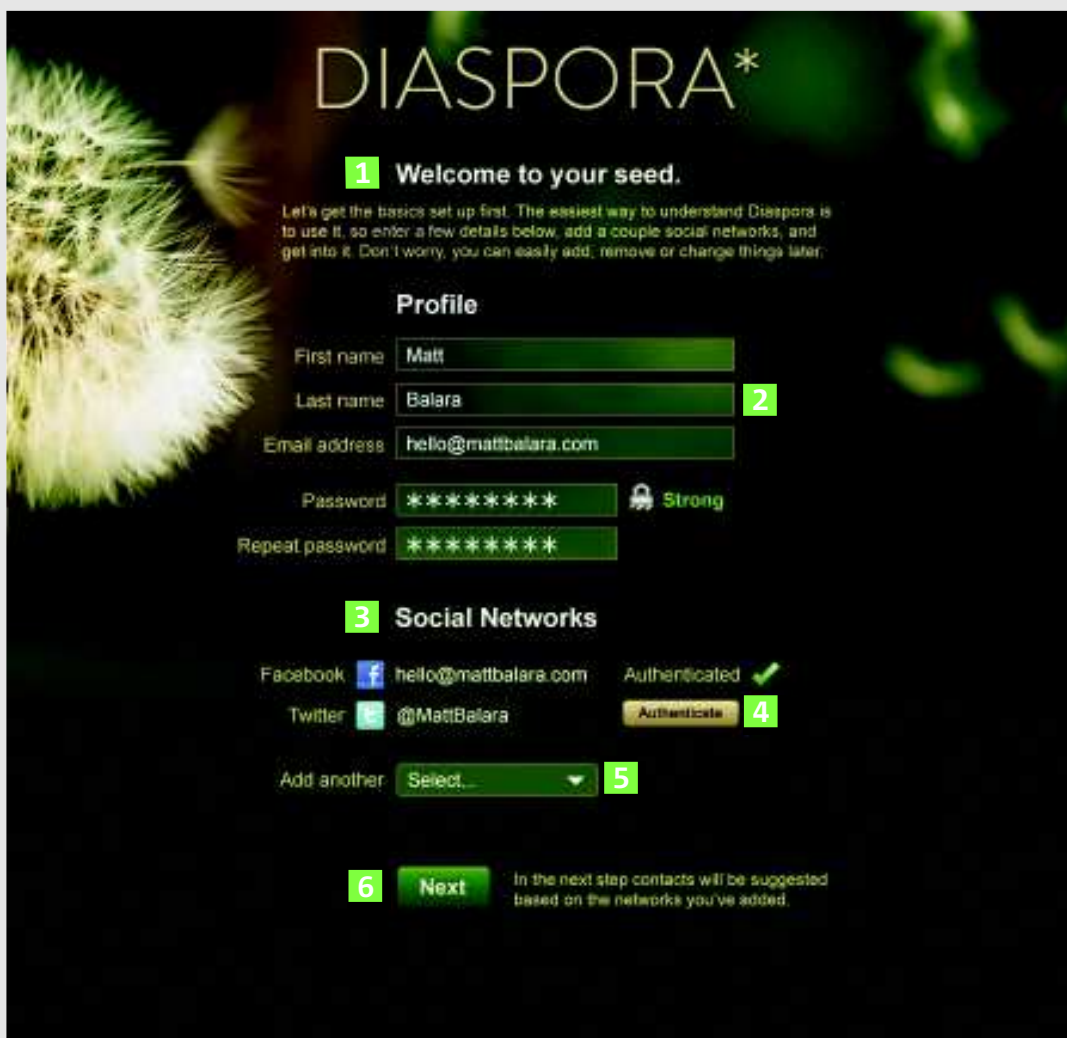 DIASPORA*
1 Welcome to your seed.
Let's get the basics set up first. The easiest way to understand Diaspora is
to use it, so enter a few details below, add a couple social networks, and
get into it. Don't worry, you can easily add, remove or change things later.
Profile
First name Matt
Last name Balara 2
Email address hello@mattbalara.com
Password ******** Strong
Repeat password ********
3 Social Networks
Facebook f hello@mattbalara.com Authenticated
Twitter t @MattBalara Authenticate 4
Add another Select... 5
6 Next
In the next step contacts will be suggested
based on the networks you've added.